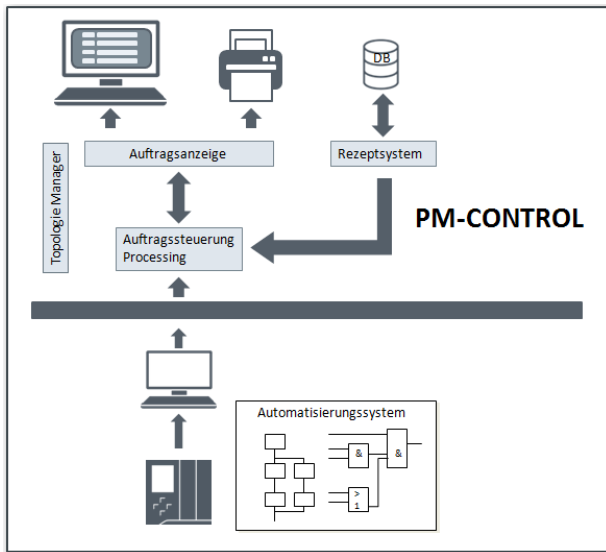 DB
Auftragsanzeige
Rezeptsystem
Topologie Manager
PM-CONTROL
Auftragssteuerung
Processing
Automatisierungssystem
&
&
>
1